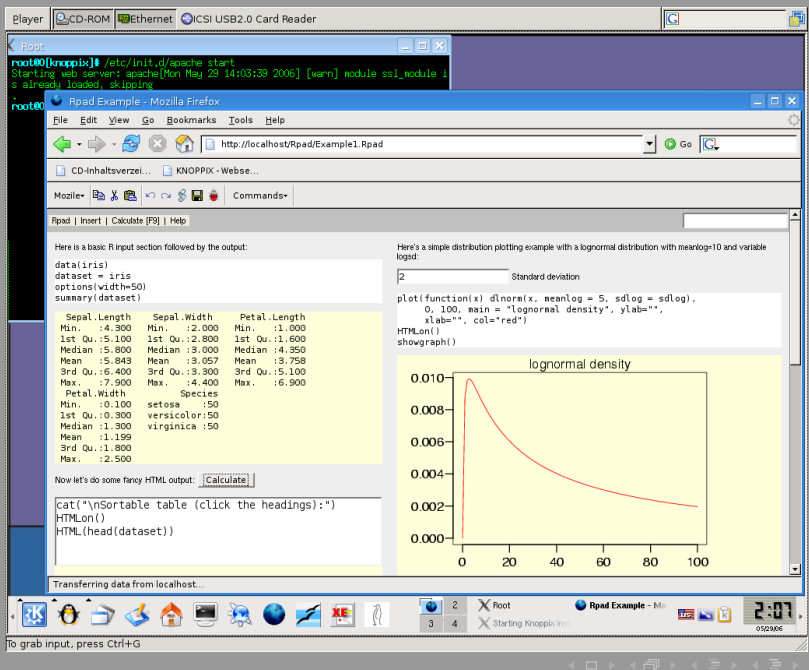 Player CD-ROM Ethernet ICSI USB2.0 Card Reader
Root
root@0[knoppix]# /etc/init.d/apache start
Starting web server: apache[Mon May 29 14:03:39 2006] [warn] module ssl_module i
s already loaded, skipping
.
root@0
Rpad Example - Mozilla Firefox
File Edit View Go Bookmarks Tools Help
http://localhost/Rpad/Example1.Rpad Go
CD-Inhaltsverzei... KNOPPIX - Webse...
Mozile Commands
Rpad | Insert | Calculate [F9] | Help
Here is a basic R input section followed by the output:
data(iris)
dataset = iris
options(width=50)
summary(dataset)
Sepal.Length Sepal.Width Petal.Length
Min. :4.300 Min. :2.000 Min. :1.000
1st Qu.:5.100 1st Qu.:2.800 1st Qu.:1.600
Median :5.800 Median :3.000 Median :4.350
Mean :5.843 Mean :3.057 Mean :3.758
3rd Qu.:6.400 3rd Qu.:3.300 3rd Qu.:5.100
Max. :7.900 Max. :4.400 Max. :6.900
Petal.Width Species
Min. :0.100 setosa :50
1st Qu.:0.300 versicolor:50
Median :1.300 virginica :50
Mean :1.199
3rd Qu.:1.800
Max. :2.500
Now let's do some fancy HTML output: Calculate
cat("\nSortable table (click the headings):")
HTMLon()
HTML(head(dataset))
Here's a simple distribution plotting example with a lognormal distribution with meanlog=10 and variable
logsd:
2 Standard deviation
plot(function(x) dlnorm(x, meanlog = 5, sdlog = sdlog),
0, 100, main = "lognormal density", ylab="",
xlab="", col="red")
HTMLon()
showgraph()
lognormal density
0.010
0.008
0.006
0.004
0.002
0.000
0 20 40 60 80 100
Transferring data from localhost...
XE
1 2 Root Rpad Example - Mo
3 4 Starting Knoppix.ins
2:07
05/29/06
To grab input, press Ctrl+G